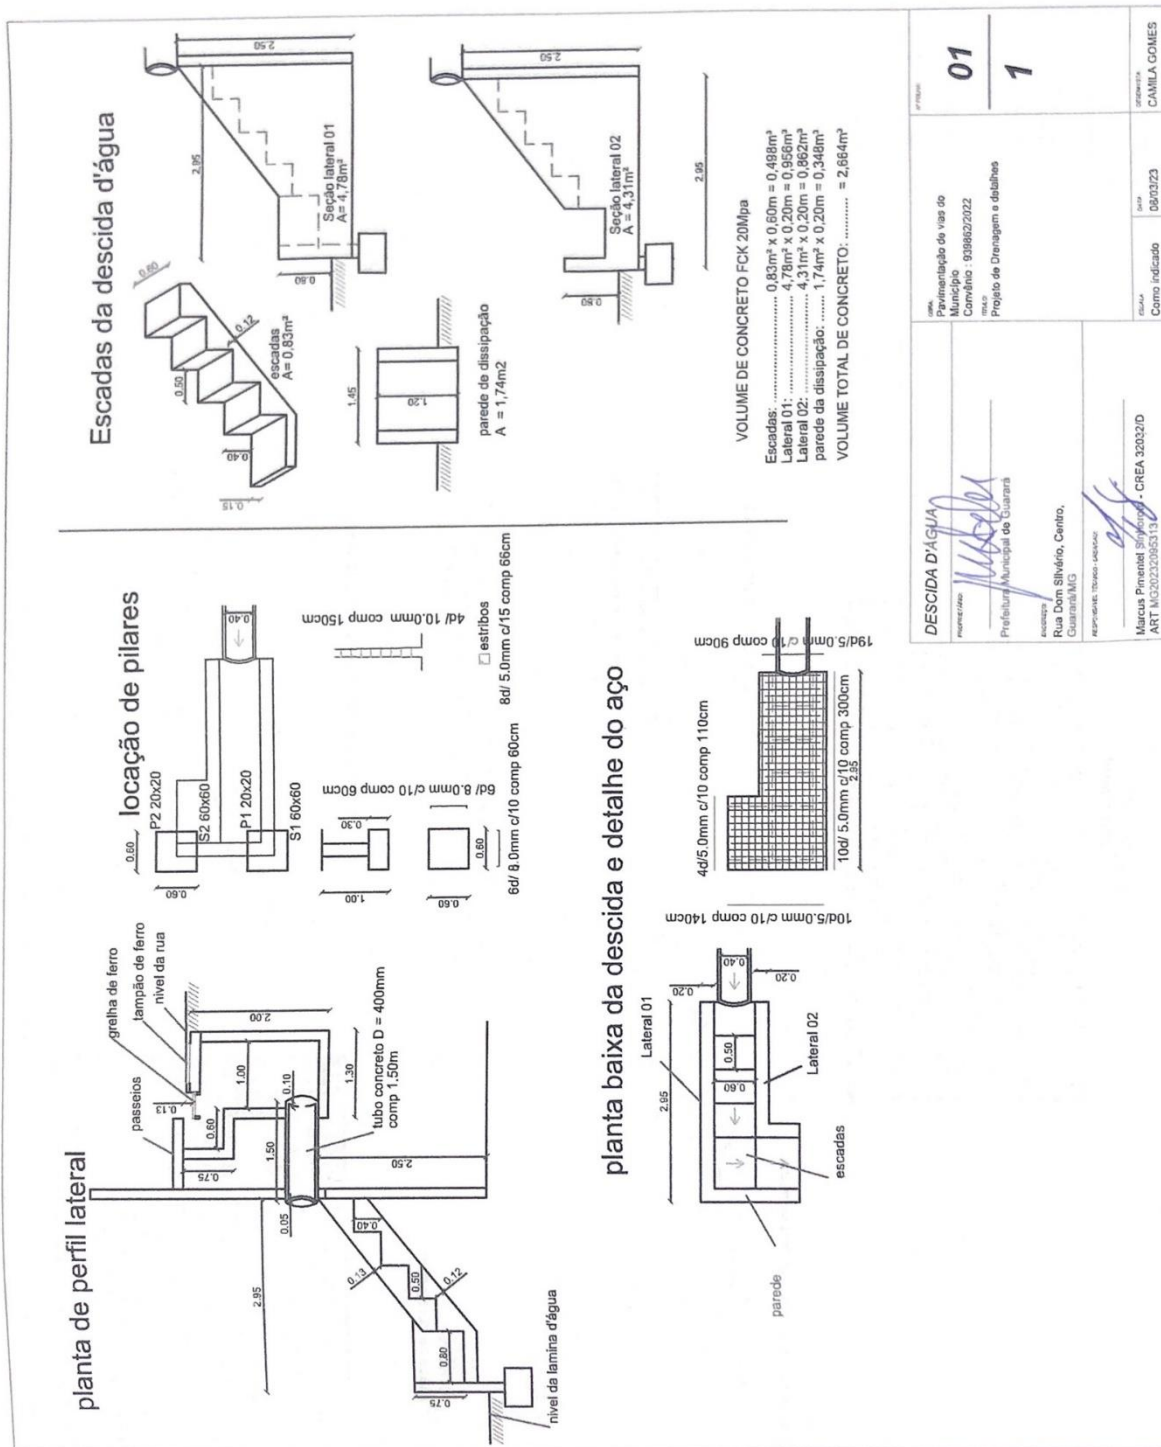 planta de perfil lateral
passeios
grelha de ferro
tampão de ferro
nivel da rua
0.13
0.60
0.75
1.00
2.00
0.10
1.30
1.50
0.05
tubo concreto D = 400mm
comp 1.50m
2.50
2.95
0.40
0.13
0.50
0.12
0.80
0.75
nivel da lamina d'água
locação de pilares
0.60
P2 20x20
S2 60x60
P1 20x20
S1 60x60
0.60
0.40
1.00
0.30
6d/ 8.0mm c/10 comp 60cm
0.60
0.60
6d/ 8.0mm c/10 comp 60cm
4d/ 10.0mm comp 150cm
estribos
8d/ 5.0mm c/15 comp 66cm
Escadas da descida d'água
0.60
0.50
0.12
0.40
0.15
escadas
A= 0,83m²
2.95
2.50
0.80
Seção lateral 01
A= 4,78m²
1.45
1.20
parede de dissipação
A = 1,74m2
2.50
0.50
Seção lateral 02
A = 4,31m²
2.95
planta baixa da descida e detalhe do aço
Lateral 01
2.95
0.20
0.40
0.20
0.50
0.60
Lateral 02
escadas
parede
10d/5.0mm c/10 comp 140cm
4d/5.0mm c/10 comp 110cm
19d/5.0mm c/10 comp 90cm
10d/ 5.0mm c/10 comp 300cm
2.95
VOLUME DE CONCRETO FCK 20Mpa
Escadas: ........................ 0,83m² x 0,60m = 0,498m³
Lateral 01: ........................ 4,78m² x 0,20m = 0,956m³
Lateral 02: ........................ 4,31m² x 0,20m = 0,862m³
parede da dissipação: ....... 1,74m² x 0,20m = 0,348m³
VOLUME TOTAL DE CONCRETO: ........... = 2,664m³
DESCIDA D'ÁGUA
PROPRIETÁRIO:
Prefeitura Municipal de Guarará
ENDEREÇO
Rua Dom Silvério, Centro,
Guarará/MG
Marcus Pimentel - CREA 32032/D
ART MG20232095313
OBRA:
Pavimentação de vias do
Município
Convênio : 939862/2022
TÍTULO:
Projeto de Drenagem e detalhes
ESCALA
Como indicado
DATA
08/03/23
01
1
DESENHISTA:
CAMILA GOMES